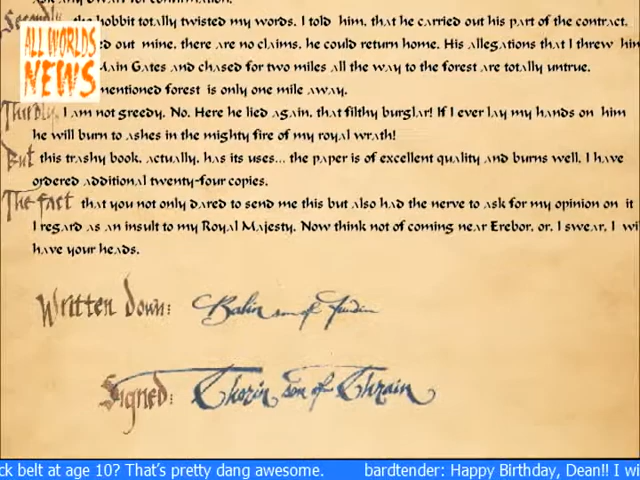 Secondly, the hobbit totally twisted my words. I told him, that he carried out his part of the contract,
ed out mine, there are no claims, he could return home. His allegations that I threw him
Main Gates and chased for two miles all the way to the forest are totally untrue.
mentioned forest is only one mile away.
ALL WORLDS
NEWS
Thirdly, I am not greedy. No. Here he lied again, that filthy burglar! If I ever lay my hands on him
he will burn to ashes in the mighty fire of my royal wrath!
But this trashy book, actually, has its uses... the paper is of excellent quality and burns well. I have
ordered additional twenty-four copies.
The fact that you not only dared to send me this but also had the nerve to ask for my opinion on it
I regard as an insult to my Royal Majesty. Now think not of coming near Erebor, or, I swear, I wi
have your heads.
Written down: Balin son of Fundin
Signed: Thorin son of Thrain
ck belt at age 10? That's pretty dang awesome. bardtender: Happy Birthday, Dean!! I wi